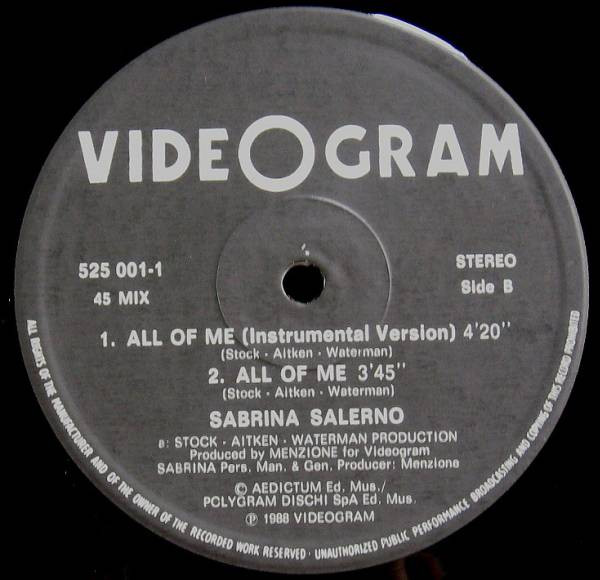 VIDEOGRAM
525 001-1
STEREO
45 MIX
Side B
1. ALL OF ME (Instrumental Version) 4'20''
(Stock - Aitken - Waterman)
2. ALL OF ME 3'45''
(Stock - Aitken - Waterman)
SABRINA SALERNO
a: STOCK - AITKEN - WATERMAN PRODUCTION
Produced by MENZIONE for Videogram
SABRINA Pers. Man. & Gen. Producer: Menzione
© AEDICTUM Ed. Mus./
POLYGRAM DISCHI SpA Ed. Mus.
℗ 1988 VIDEOGRAM
ALL RIGHTS OF THE MANUFACTURER AND OF THE OWNER OF THE RECORDED WORK RESERVED - UNAUTHORIZED PUBLIC PERFORMANCE BROADCASTING AND COPYING OF THIS RECORD PROHIBITED